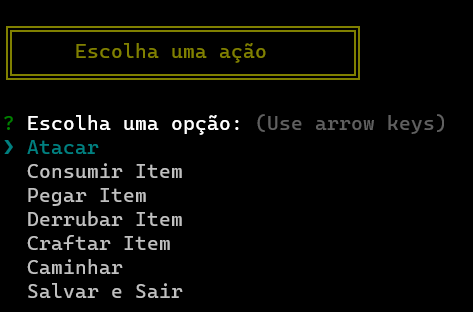 Escolha uma ação
? Escolha uma opção: (Use arrow keys)
❯ Atacar
Consumir Item
Pegar Item
Derrubar Item
Craftar Item
Caminhar
Salvar e Sair